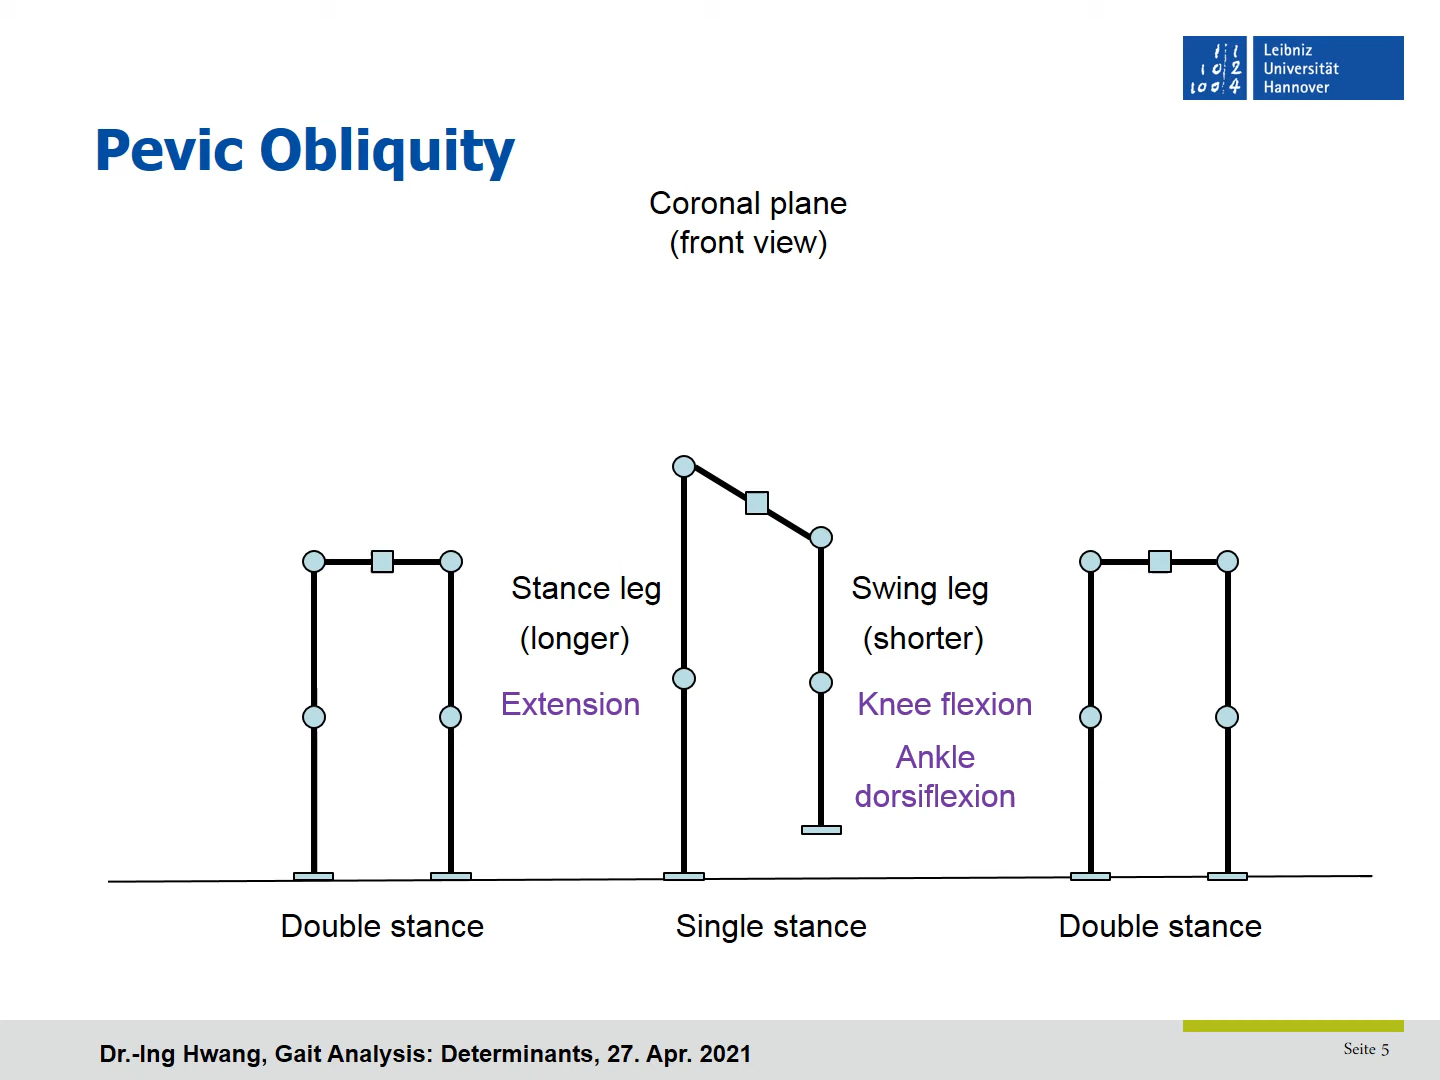 Leibniz
Universität
Hannover
Pevic Obliquity
Coronal plane
(front view)
Stance leg
(longer)
Extension
Swing leg
(shorter)
Knee flexion
Ankle
dorsiflexion
Double stance
Single stance
Double stance
Dr.-Ing Hwang, Gait Analysis: Determinants, 27. Apr. 2021
Seite 5